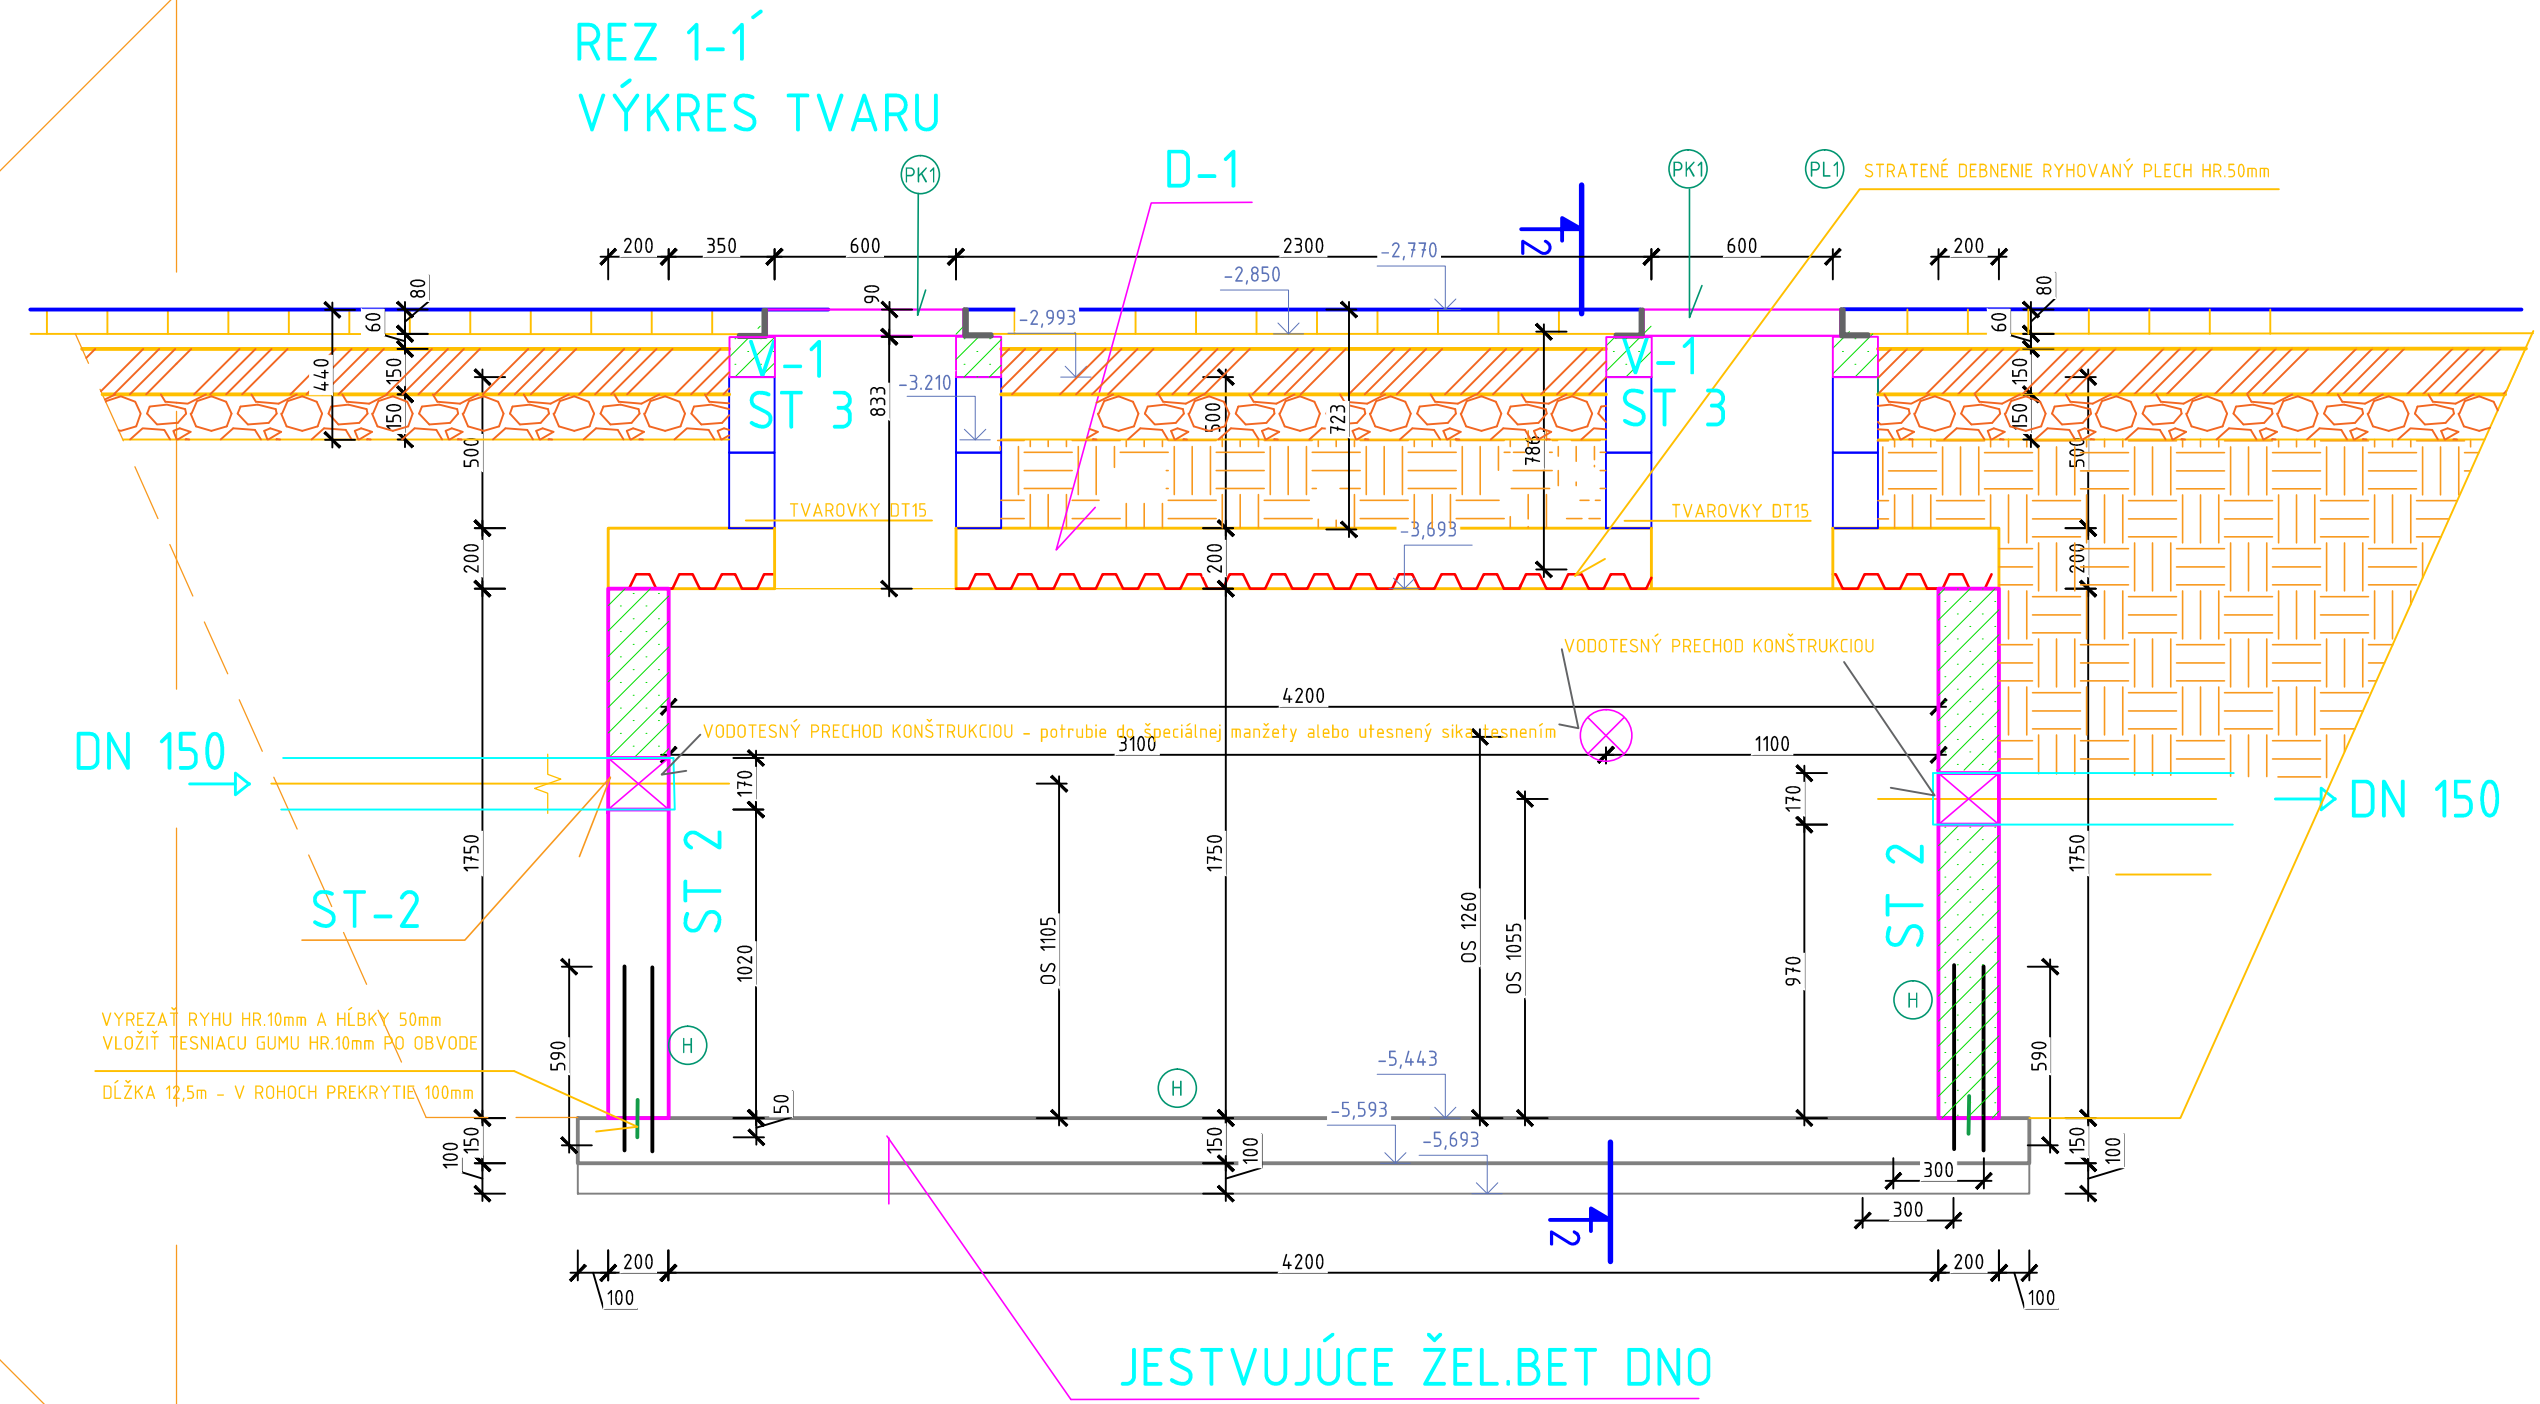 REZ 1-1´
VÝKRES TVARU
D-1
PK1
PK1
PL1
STRATENÉ DEBNENIE RYHOVANÝ PLECH HR.50mm
200
350
600
2300
600
200
2
-2,770
-2,850
-2,993
-3.210
80
60
440
150
150
90
833
500
723
786
80
60
150
150
500
V-1
ST 3
V-1
ST 3
500
TVAROVKY DT15
TVAROVKY DT15
-3,693
200
200
200
VODOTESNÝ PRECHOD KONŠTRUKCIOU
4200
VODOTESNÝ PRECHOD KONŠTRUKCIOU - potrubie do špeciálnej manžety alebo utesnený sika tesnením
3100
1100
DN 150
DN 150
170
170
1750
1750
1750
ST 2
ST 2
ST-2
1020
OS 1105
OS 1260
OS 1055
970
VYREZAŤ RYHU HR.10mm A HĹBKY 50mm
VLOŽIŤ TESNIACU GUMU HR.10mm PO OBVODE
DĹŽKA 12,5m - V ROHOCH PREKRYTIE 100mm
590
590
H
H
H
50
-5,443
-5,593
-5,693
150
100
150
100
150
100
300
300
2
200
4200
200
100
100
JESTVUJÚCE ŽEL.BET DNO